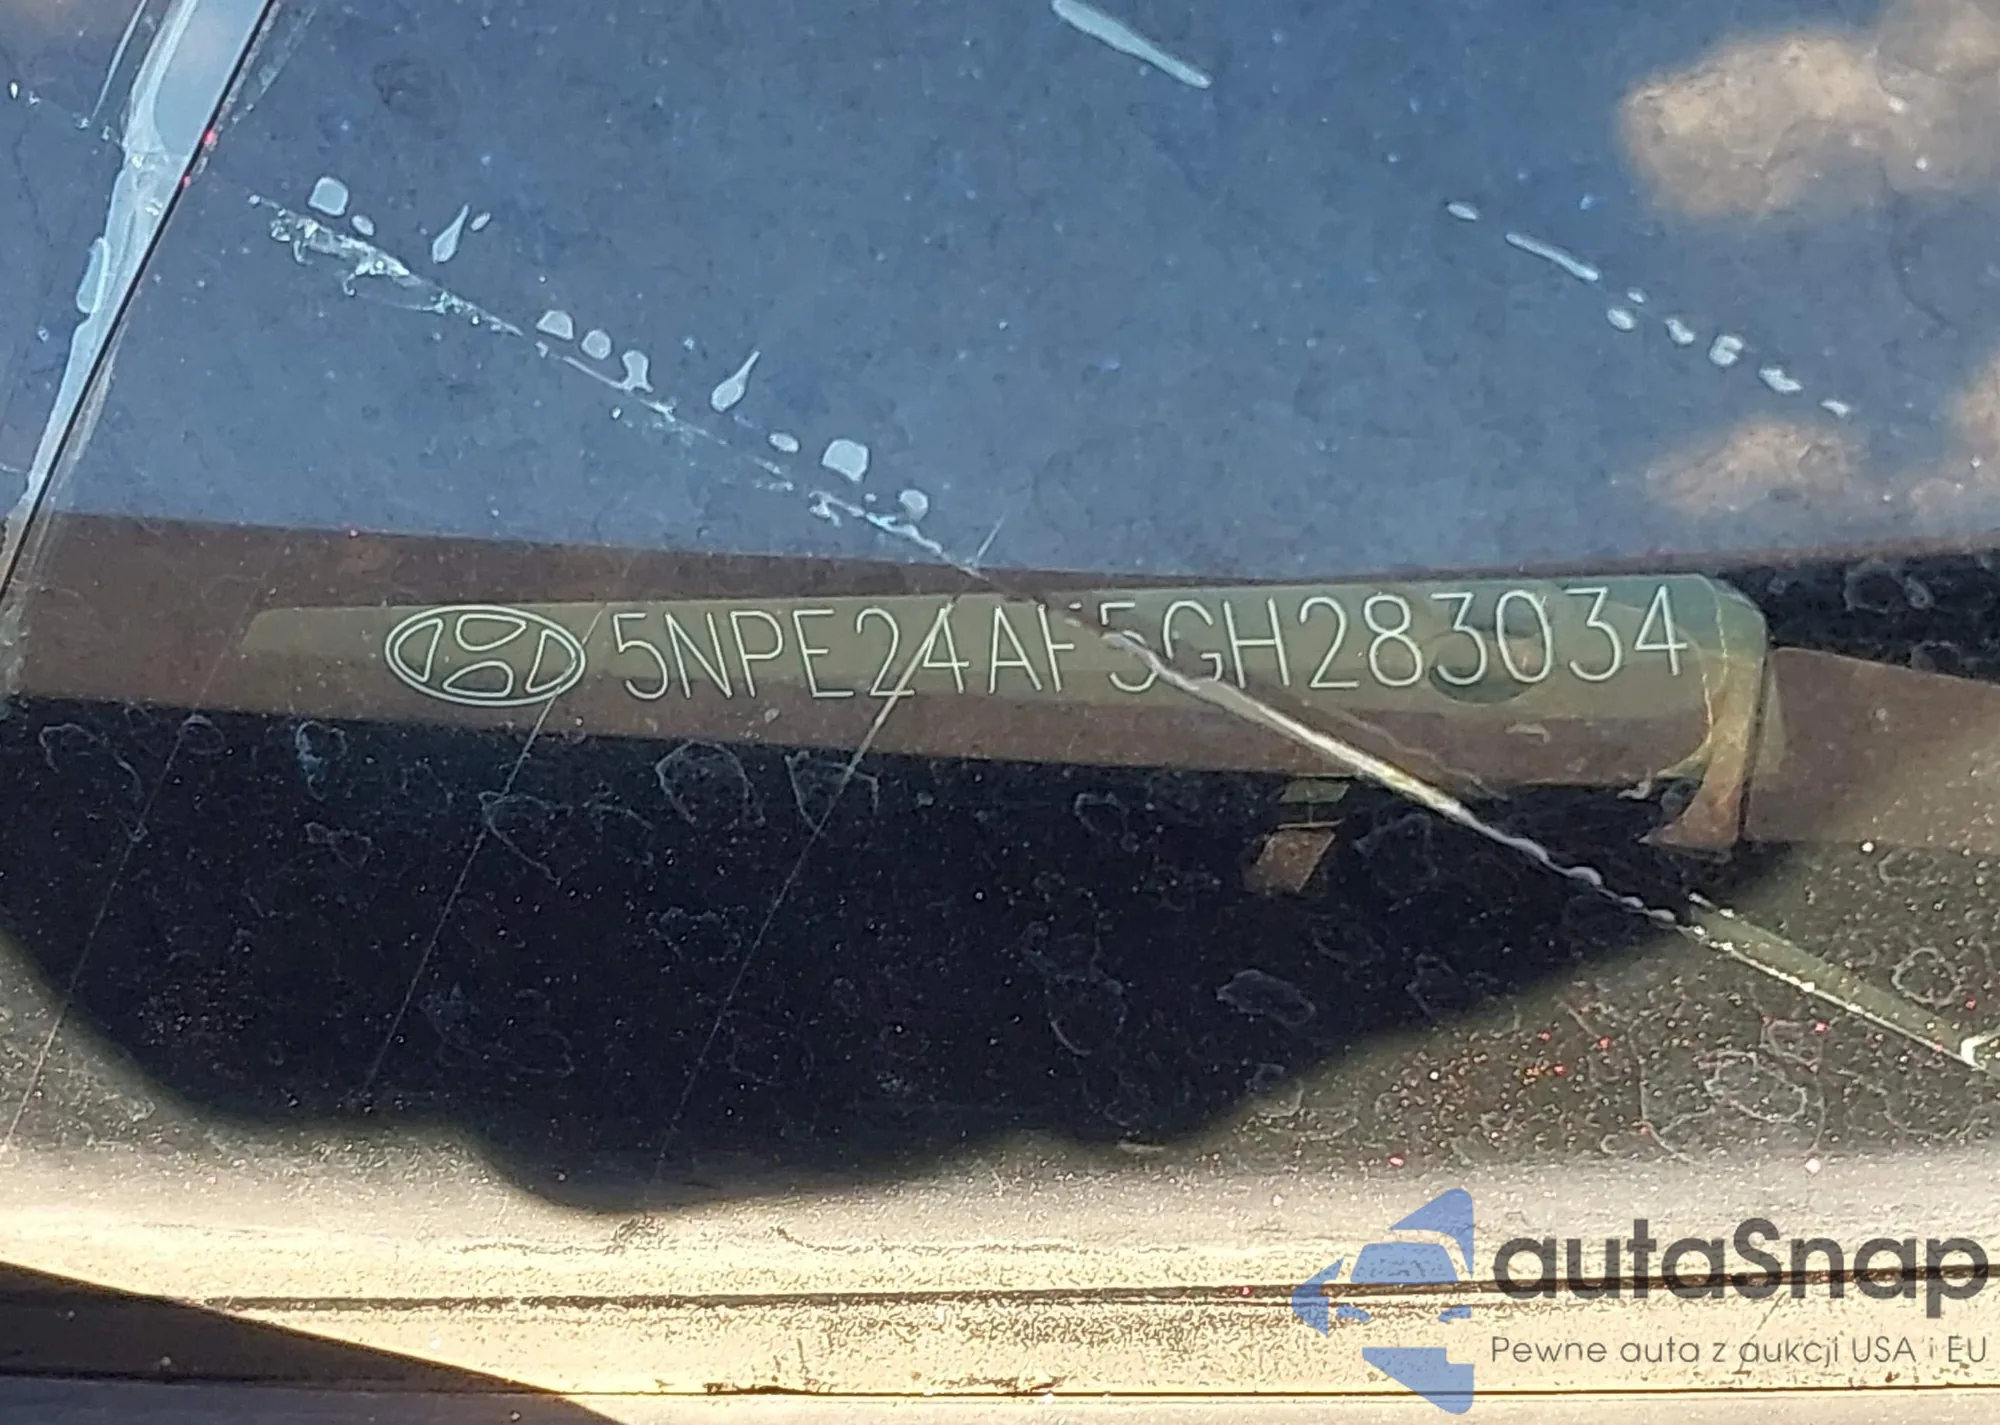 5NPE24AF5GH283034
autaSnap
Pewne auta z aukcji USA i EU